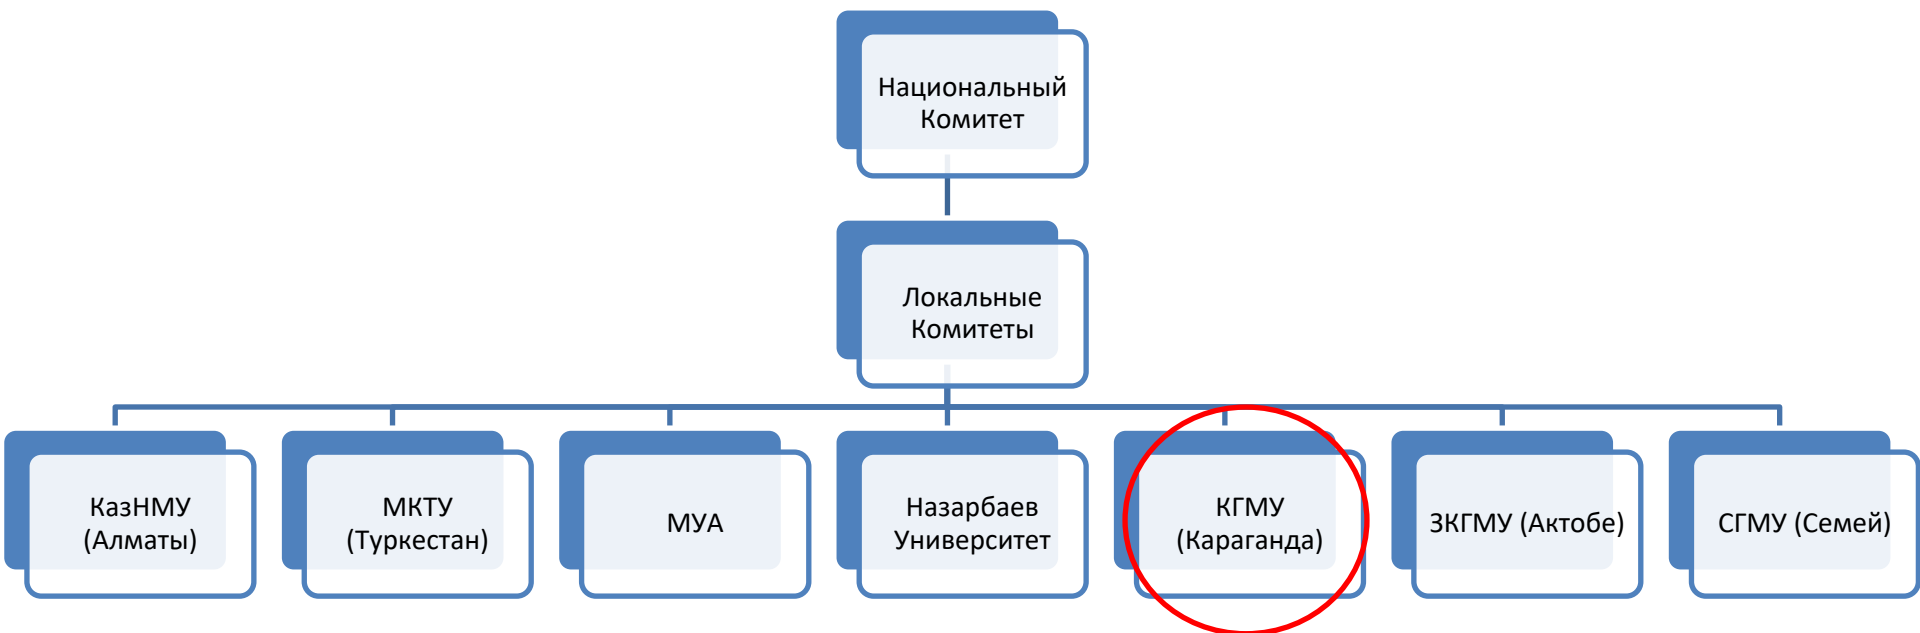 Национальный
Комитет
Локальные
Комитеты
КазНМУ
(Алматы)
МКТУ
(Туркестан)
МУА
Назарбаев
Университет
КГМУ
(Караганда)
ЗКГМУ (Актобе)
СГМУ (Семей)